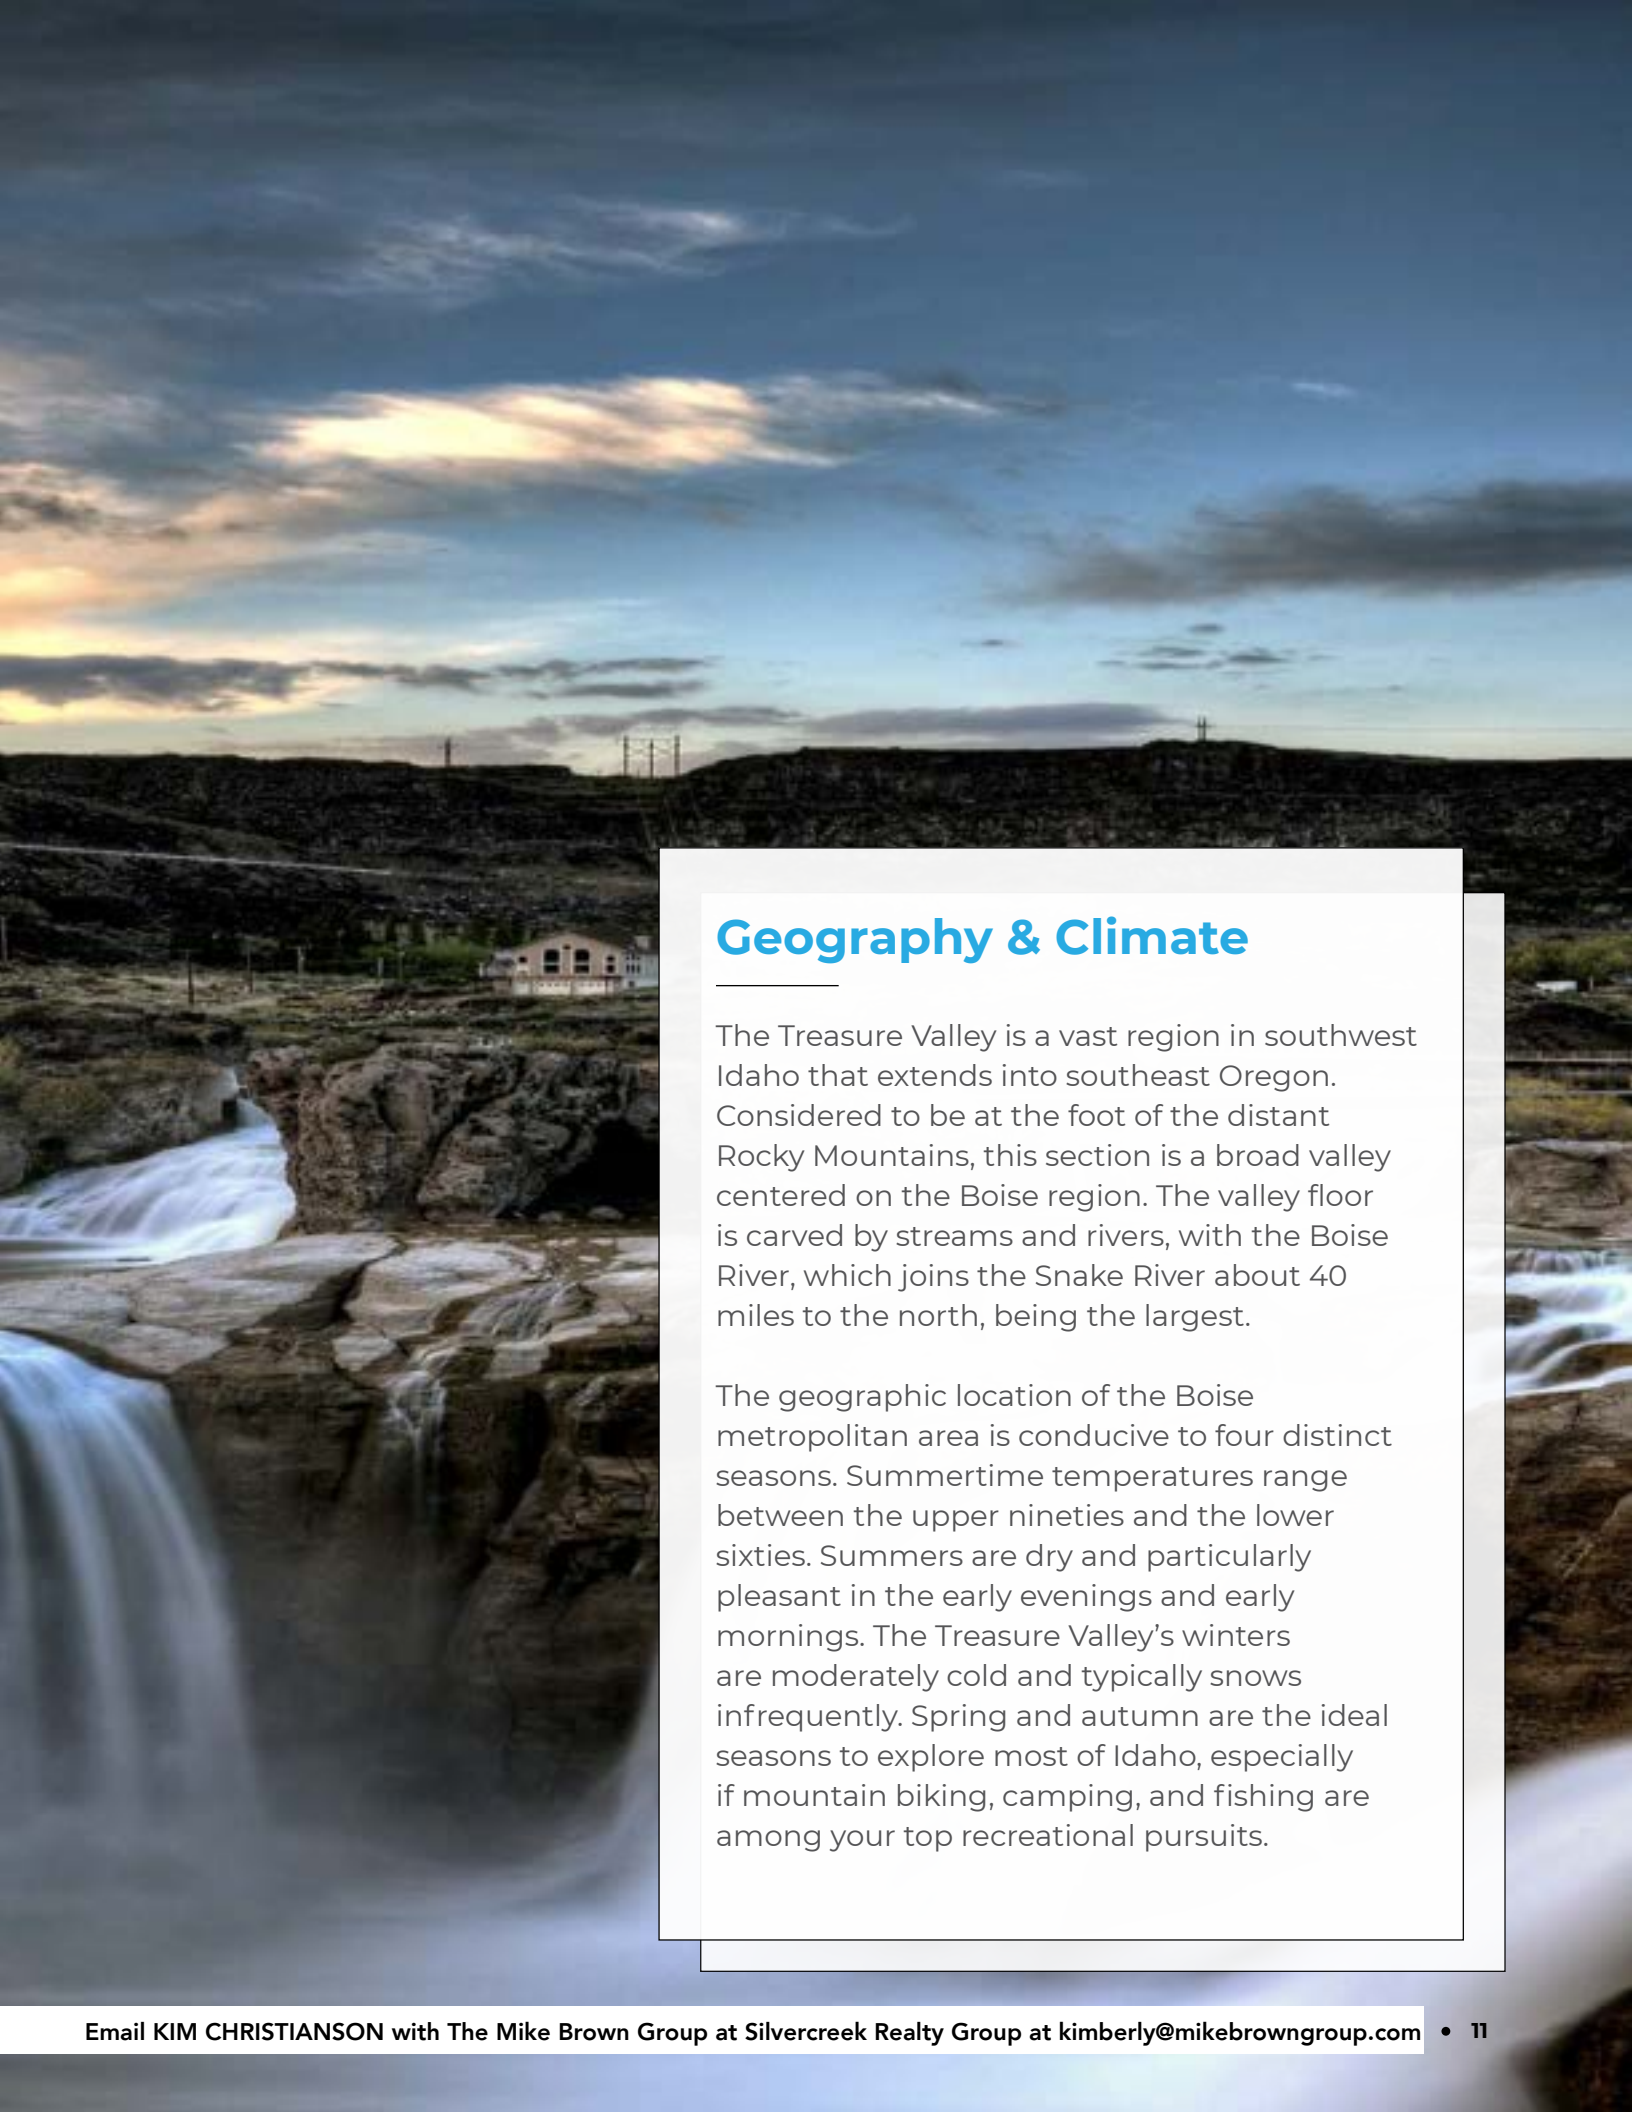 Geography & Climate
The Treasure Valley is a vast region in southwest
Idaho that extends into southeast Oregon.
Considered to be at the foot of the distant
Rocky Mountains, this section is a broad valley
centered on the Boise region. The valley floor
is carved by streams and rivers, with the Boise
River, which joins the Snake River about 40
miles to the north, being the largest.
The geographic location of the Boise
metropolitan area is conducive to four distinct
seasons. Summertime temperatures range
between the upper nineties and the lower
sixties. Summers are dry and particularly
pleasant in the early evenings and early
mornings. The Treasure Valley’s winters
are moderately cold and typically snows
infrequently. Spring and autumn are the ideal
seasons to explore most of Idaho, especially
if mountain biking, camping, and fishing are
among your top recreational pursuits.
Email KIM CHRISTIANSON with The Mike Brown Group at Silvercreek Realty Group at kimberly@mikebrowngroup.com • 11